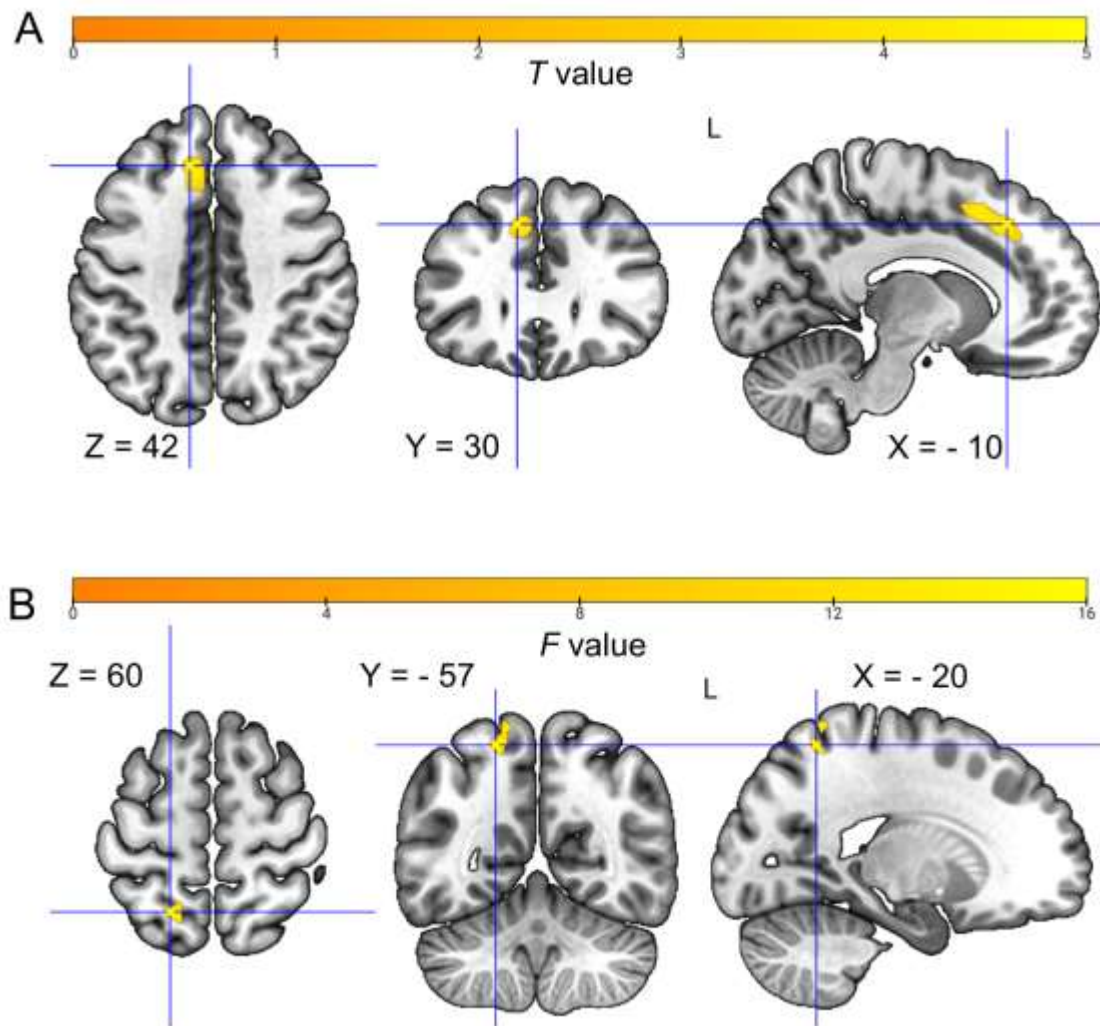 A
0 1 2 3 4 5
T value
L
Z = 42 Y = 30 X = - 10
B
0 4 8 12 16
F value
Z = 60 Y = - 57 L X = - 20